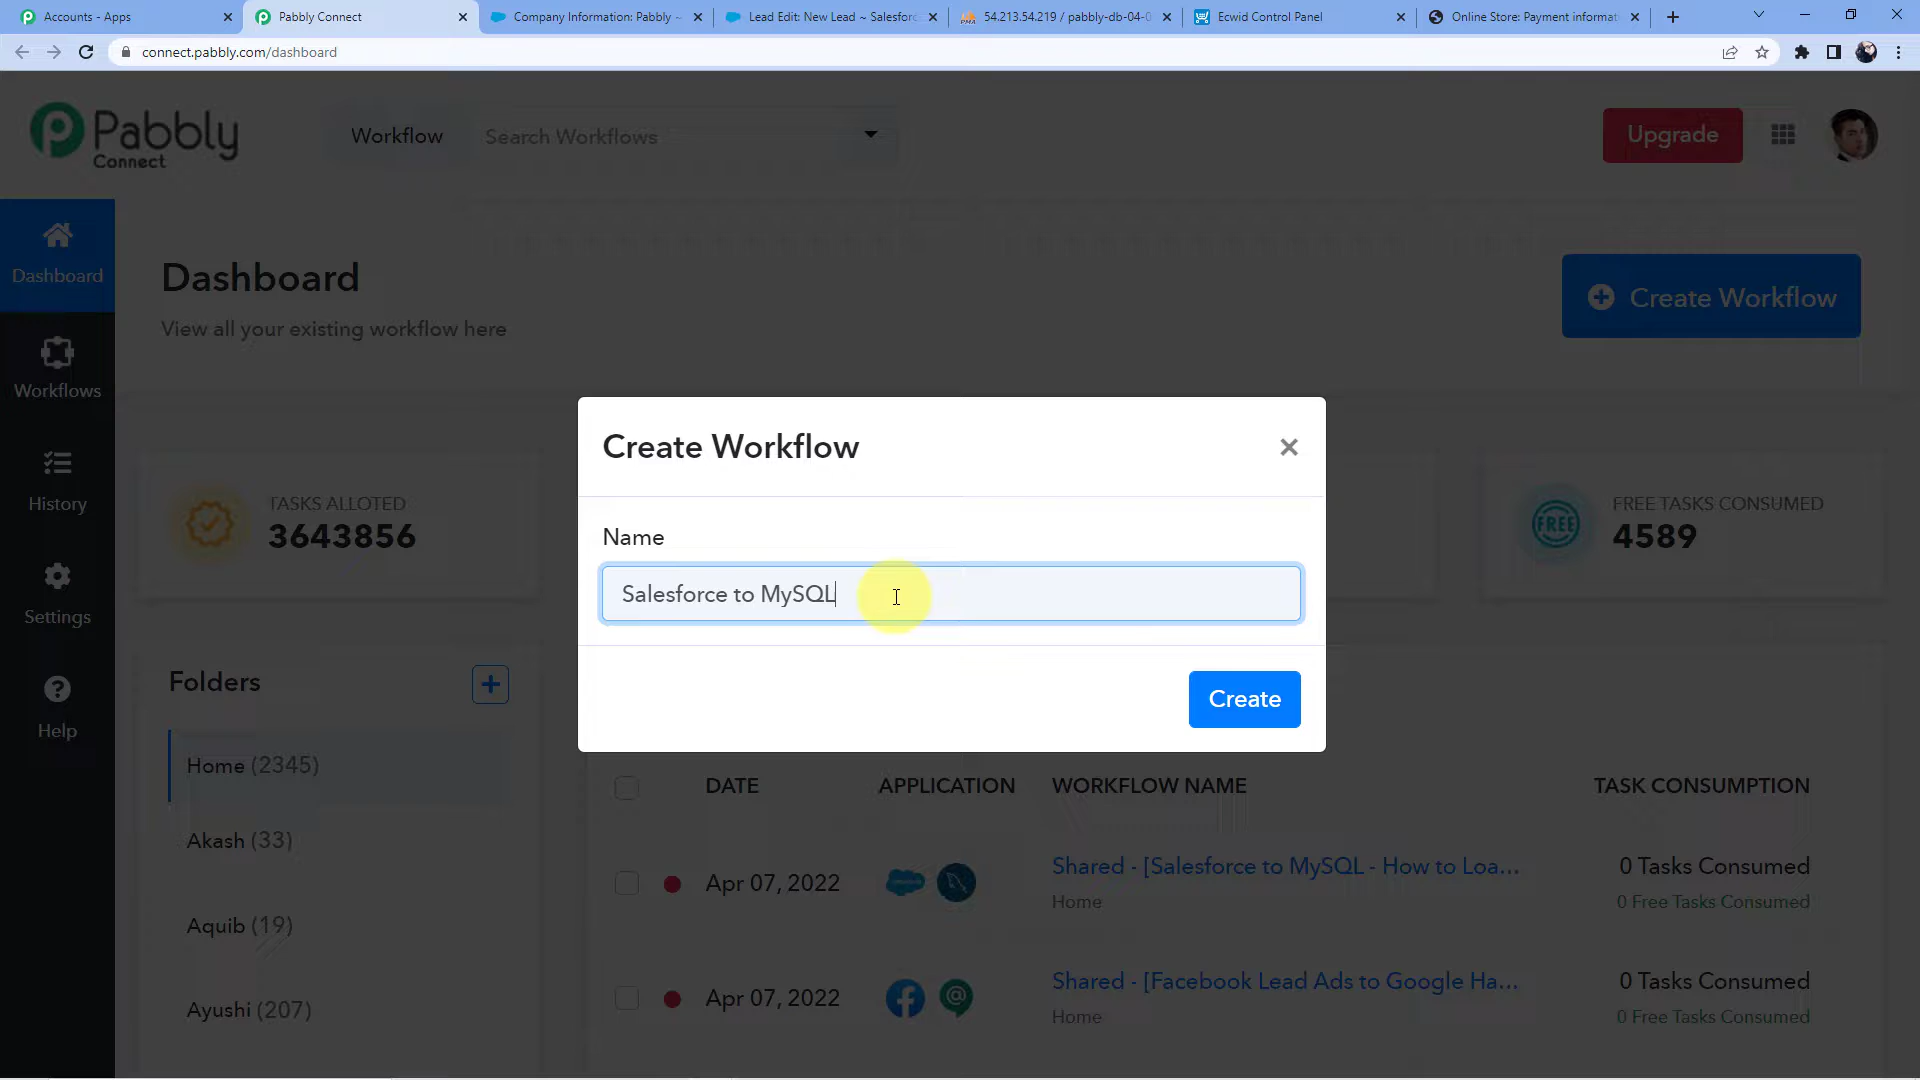 Accounts - Apps
Pabbly Connect
Company Information: Pabbly ~
Lead Edit: New Lead ~ Salesforc
54.213.54.219 / pabbly-db-04-0
Ecwid Control Panel
Online Store: Payment informat
connect.pabbly.com/dashboard
Pabbly
Connect
Workflow
Search Workflows
Upgrade
Dashboard
Workflows
History
Settings
Help
Dashboard
View all your existing workflow here
Create Workflow
TASKS ALLOTED
3643856
FREE
FREE TASKS CONSUMED
4589
Create Workflow
Name
Salesforce to MySQL
Create
Folders
Home (2345)
Akash (33)
Aquib (19)
Ayushi (207)
DATE APPLICATION WORKFLOW NAME TASK CONSUMPTION
Apr 07, 2022 Shared - [Salesforce to MySQL - How to Loa... 0 Tasks Consumed
Home 0 Free Tasks Consumed
Apr 07, 2022 Shared - [Facebook Lead Ads to Google Ha... 0 Tasks Consumed
Home 0 Free Tasks Consumed